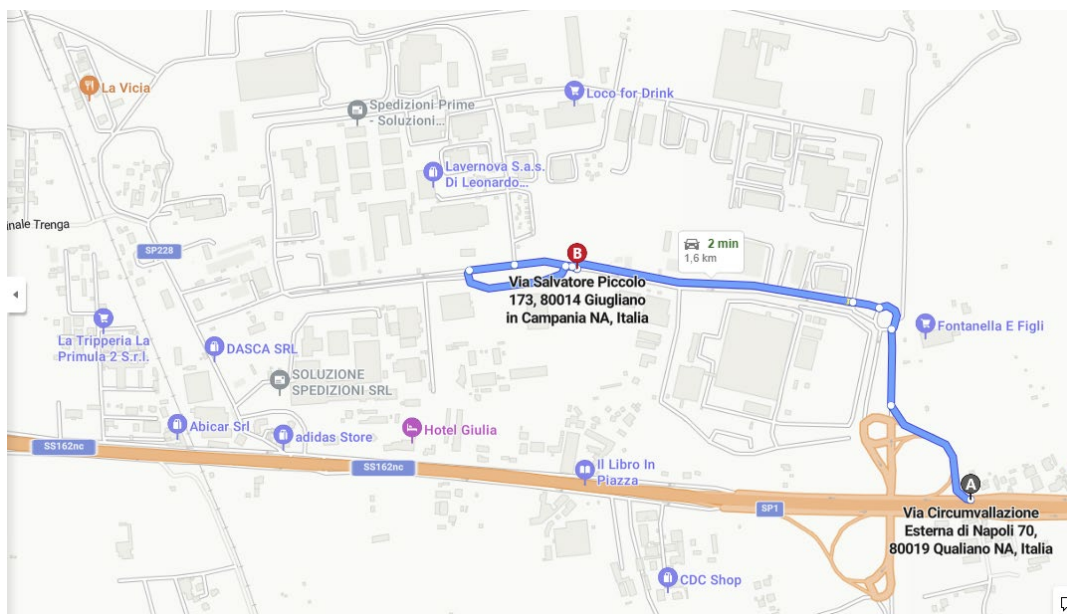 La Vicia
Spedizioni Prime
- Soluzioni...
Loco for Drink
Lavernova S.a.s.
Di Leonardo...
inale Trenga
SP228
2 min
1,6 km
B
Via Salvatore Piccolo
173, 80014 Giugliano
in Campania NA, Italia
La Tripperia La
Primula 2 S.r.l.
Fontanella E Figli
DASCA SRL
SOLUZIONE
SPEDIZIONI SRL
Abicar Srl
adidas Store
Hotel Giulia
SS162nc
SS162nc
Il Libro In
Piazza
SP1
A
Via Circumvallazione
Esterna di Napoli 70,
80019 Qualiano NA, Italia
CDC Shop